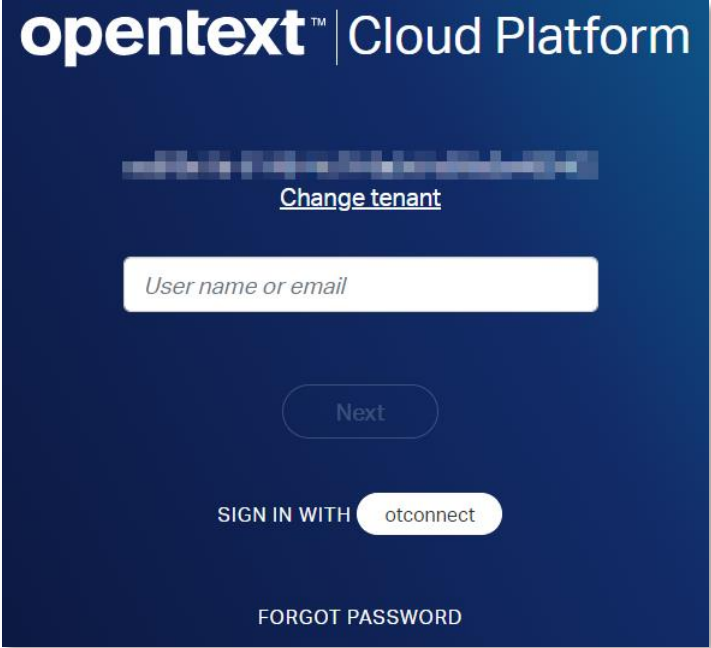 opentext™ | Cloud Platform
Change tenant
User name or email
Next
SIGN IN WITH otconnect
FORGOT PASSWORD